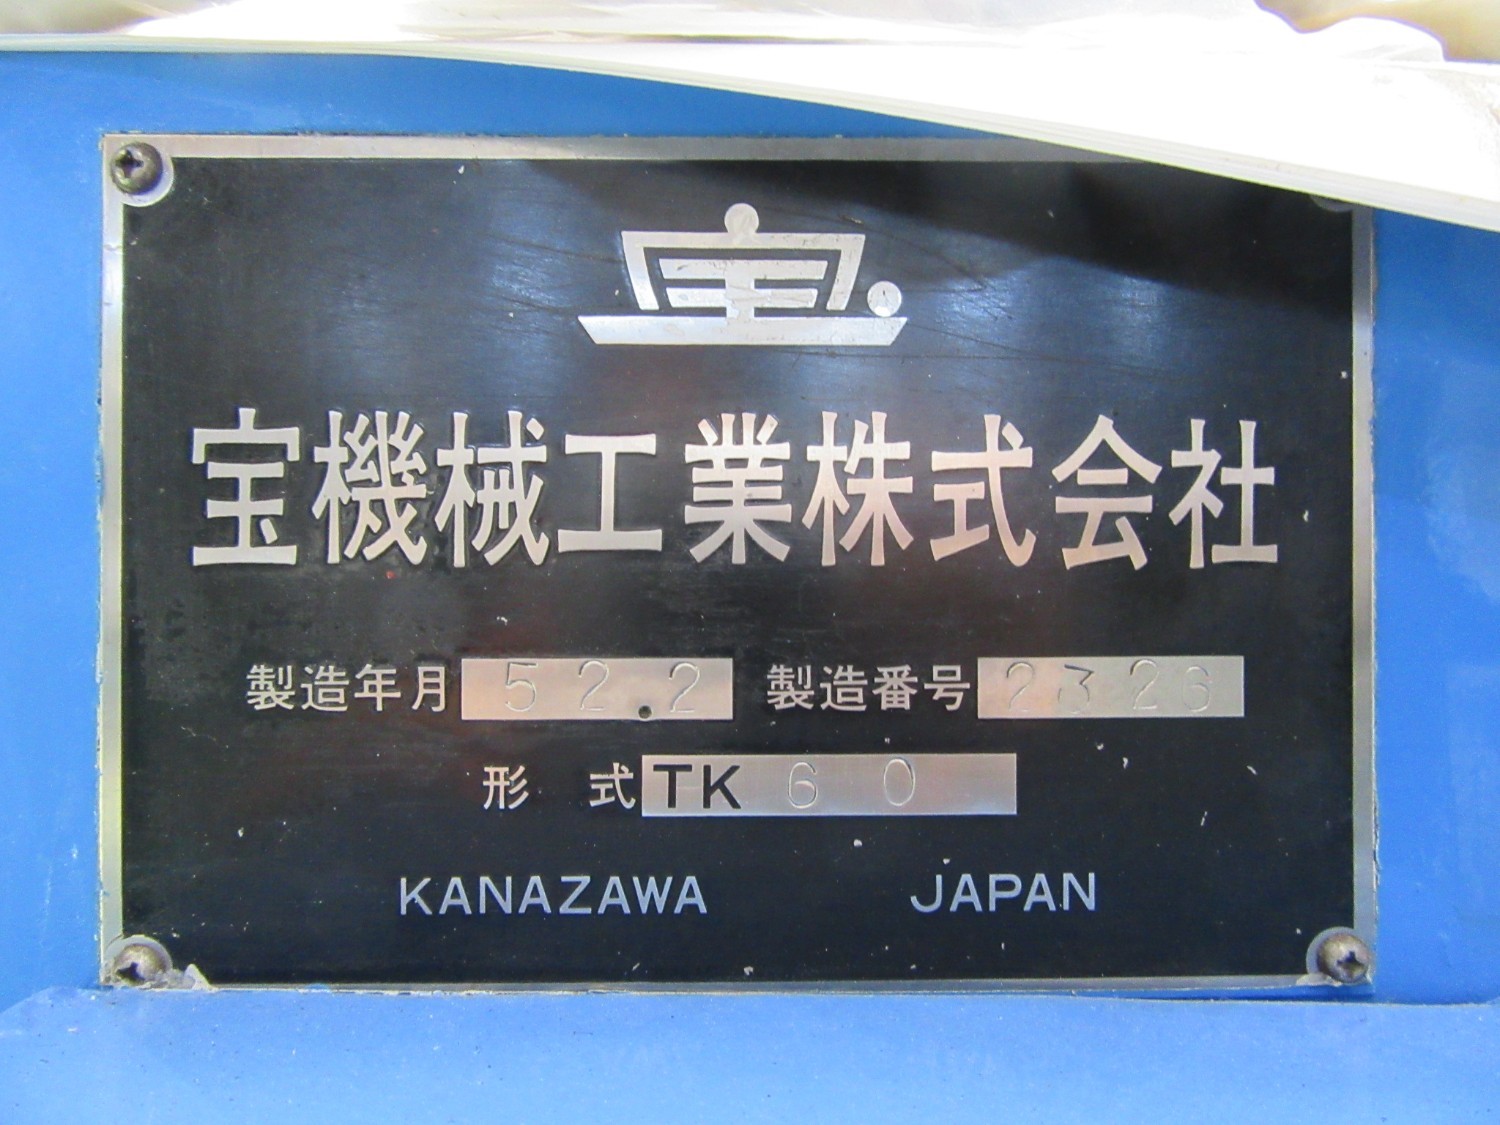 宝機械工業株式会社
製造年月 52.2 製造番号 2326
形式 TK 60
KANAZAWA JAPAN